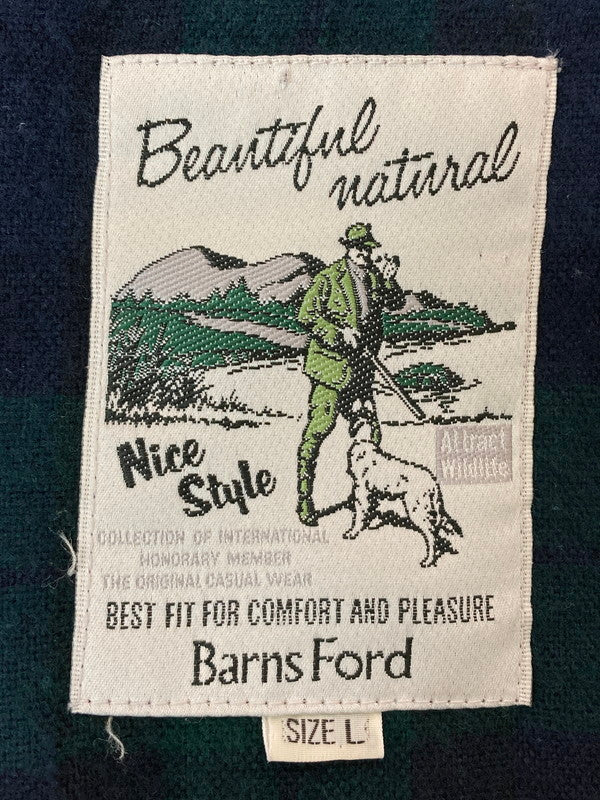 Beautiful
natural
Nice
Style
Attract
Wildlife
COLLECTION OF INTERNATIONAL
HONORARY MEMBER
THE ORIGINAL CASUAL WEAR
BEST FIT FOR COMFORT AND PLEASURE
Barns Ford
SIZE L